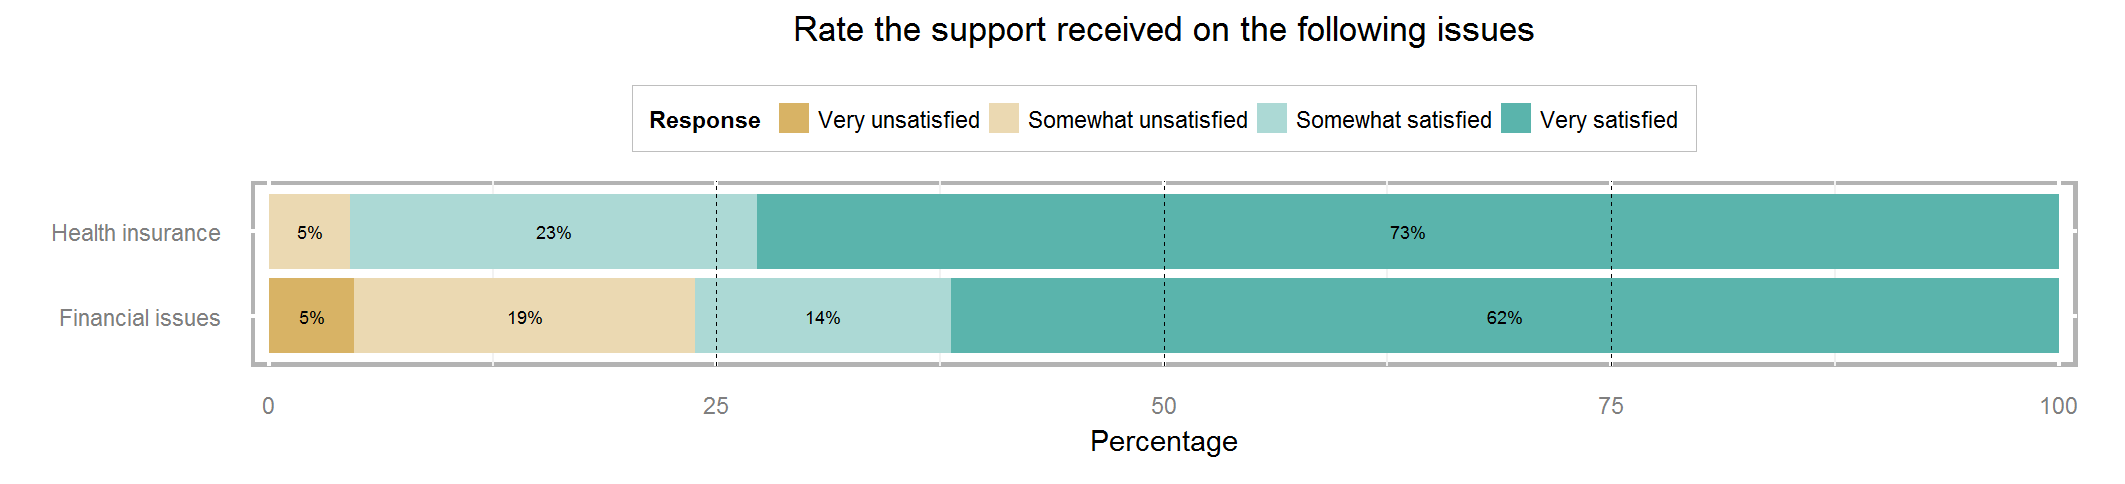 Rate the support received on the following issues
Response Very unsatisfied Somewhat unsatisfied Somewhat satisfied Very satisfied
Health insurance 5% 23% 73%
Financial issues 5% 19% 14% 62%
0 25 50 75 100
Percentage